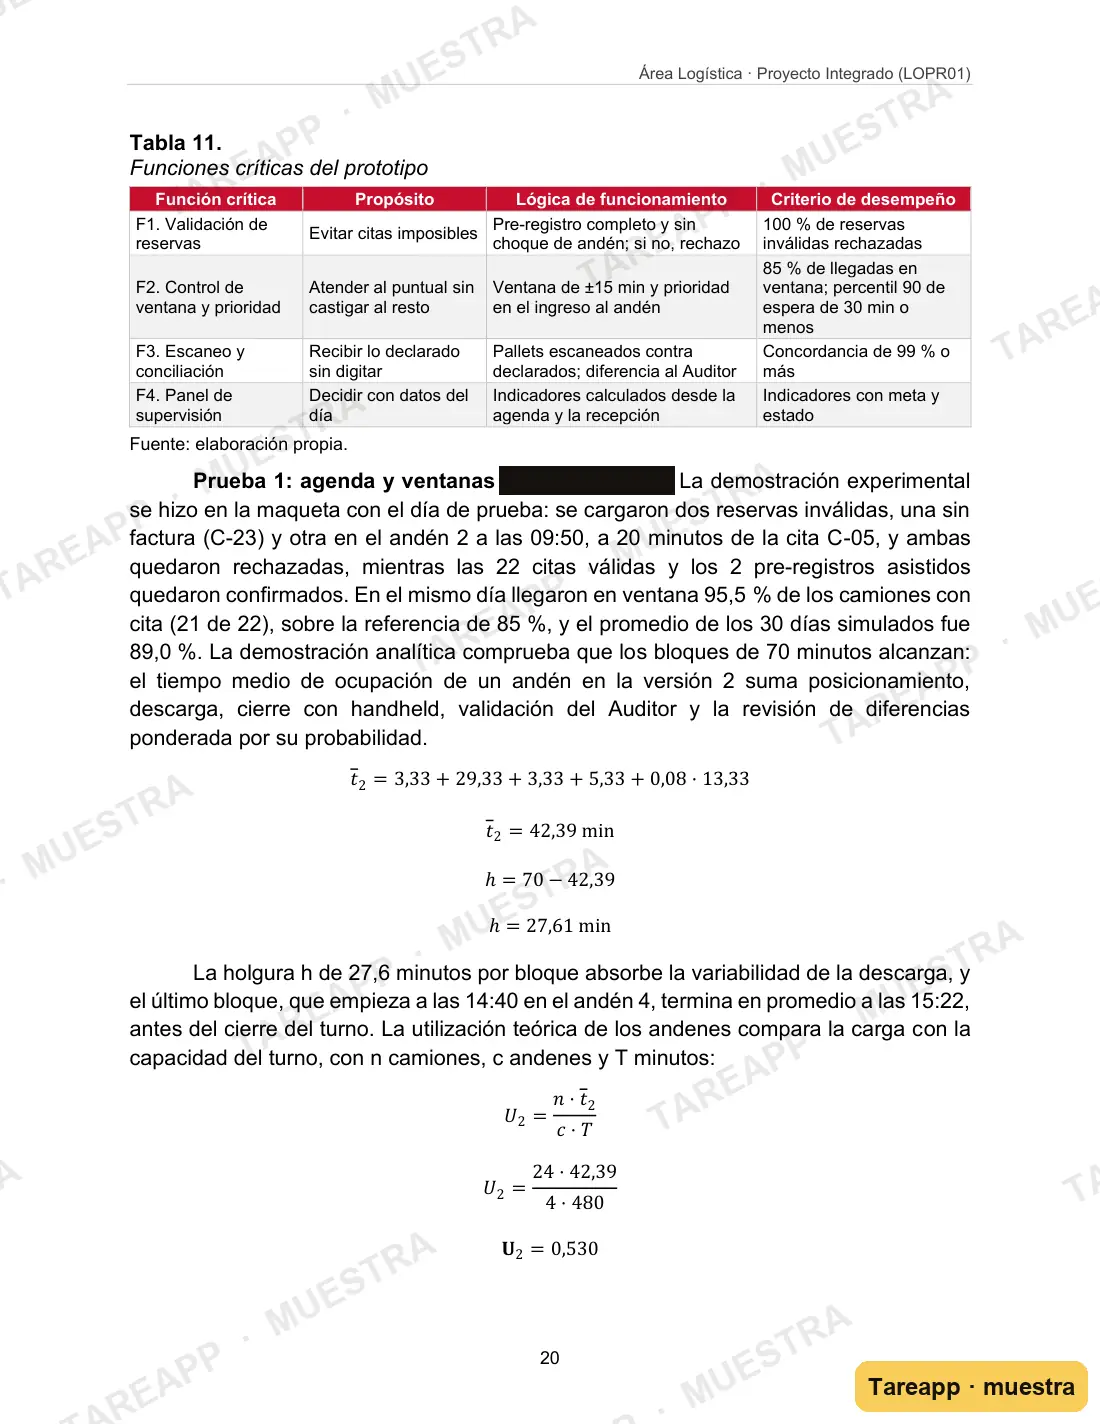 Área Logística · Proyecto Integrado (LOPR01)
Tabla 11.
Funciones críticas del prototipo
Función crítica Propósito Lógica de funcionamiento Criterio de desempeño
F1. Validación de reservas Evitar citas imposibles Pre-registro completo y sin choque de andén; si no, rechazo 100 % de reservas inválidas rechazadas
F2. Control de ventana y prioridad Atender al puntual sin castigar al resto Ventana de ±15 min y prioridad en el ingreso al andén 85 % de llegadas en ventana; percentil 90 de espera de 30 min o menos
F3. Escaneo y conciliación Recibir lo declarado sin digitar Pallets escaneados contra declarados; diferencia al Auditor Concordancia de 99 % o más
F4. Panel de supervisión Decidir con datos del día Indicadores calculados desde la agenda y la recepción Indicadores con meta y estado
Fuente: elaboración propia.
Prueba 1: agenda y ventanas La demostración experimental
se hizo en la maqueta con el día de prueba: se cargaron dos reservas inválidas, una sin
factura (C-23) y otra en el andén 2 a las 09:50, a 20 minutos de la cita C-05, y ambas
quedaron rechazadas, mientras las 22 citas válidas y los 2 pre-registros asistidos
quedaron confirmados. En el mismo día llegaron en ventana 95,5 % de los camiones con
cita (21 de 22), sobre la referencia de 85 %, y el promedio de los 30 días simulados fue
89,0 %. La demostración analítica comprueba que los bloques de 70 minutos alcanzan:
el tiempo medio de ocupación de un andén en la versión 2 suma posicionamiento,
descarga, cierre con handheld, validación del Auditor y la revisión de diferencias
ponderada por su probabilidad.
t̅₂ = 3,33 + 29,33 + 3,33 + 5,33 + 0,08 · 13,33
t̅₂ = 42,39 min
h = 70 − 42,39
h = 27,61 min
La holgura h de 27,6 minutos por bloque absorbe la variabilidad de la descarga, y
el último bloque, que empieza a las 14:40 en el andén 4, termina en promedio a las 15:22,
antes del cierre del turno. La utilización teórica de los andenes compara la carga con la
capacidad del turno, con n camiones, c andenes y T minutos:
U₂ = n · t̅₂ / c · T
U₂ = 24 · 42,39 / 4 · 480
U₂ = 0,530
20
Tareapp · muestra
TAREAPP · MUESTRA